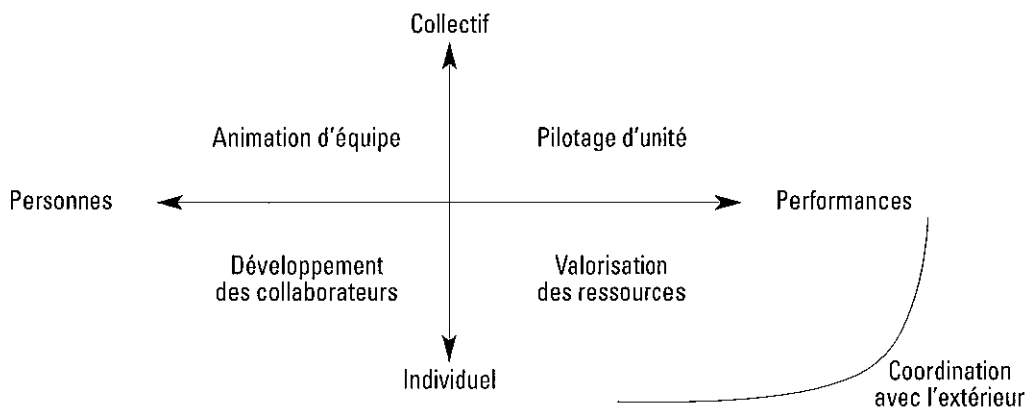 Collectif
Animation d'équipe
Pilotage d'unité
Personnes
Performances
Développement
des collaborateurs
Valorisation
des ressources
Individuel
Coordination
avec l'extérieur